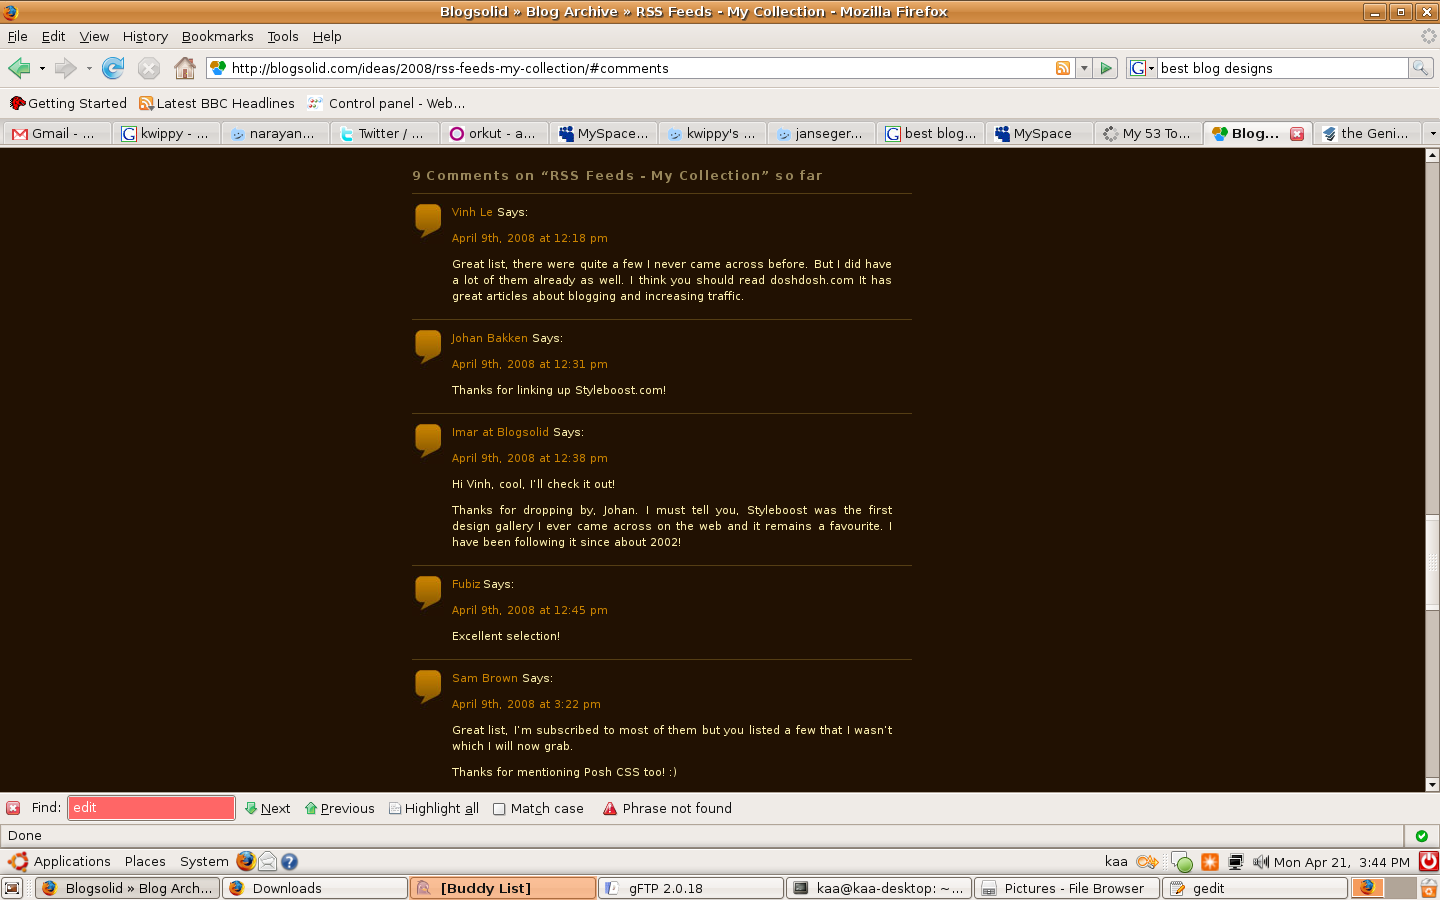 Blogsolid » Blog Archive » RSS Feeds - My Collection - Mozilla Firefox
File Edit View History Bookmarks Tools Help
http://blogsolid.com/ideas/2008/rss-feeds-my-collection/#comments
G best blog designs
Getting Started Latest BBC Headlines Control panel - Web...
Gmail - ... kwippy - ... narayan... Twitter / ... orkut - a... MySpace... kwippy's ... janseger... best blog... MySpace My 53 To... Blog... the Geni...
9 Comments on “RSS Feeds - My Collection” so far
Vinh Le Says:
April 9th, 2008 at 12:18 pm
Great list, there were quite a few I never came across before. But I did have
a lot of them already as well. I think you should read doshdosh.com It has
great articles about blogging and increasing traffic.
Johan Bakken Says:
April 9th, 2008 at 12:31 pm
Thanks for linking up Styleboost.com!
Imar at Blogsolid Says:
April 9th, 2008 at 12:38 pm
Hi Vinh, cool, I’ll check it out!
Thanks for dropping by, Johan. I must tell you, Styleboost was the first
design gallery I ever came across on the web and it remains a favourite. I
have been following it since about 2002!
Fubiz Says:
April 9th, 2008 at 12:45 pm
Excellent selection!
Sam Brown Says:
April 9th, 2008 at 3:22 pm
Great list, I’m subscribed to most of them but you listed a few that I wasn’t
which I will now grab.
Thanks for mentioning Posh CSS too! :)
Find: edit Next Previous Highlight all Match case Phrase not found
Done
Applications Places System kaa Mon Apr 21, 3:44 PM
Blogsolid » Blog Arch... Downloads [Buddy List] gFTP 2.0.18 kaa@kaa-desktop: ~... Pictures - File Browser gedit